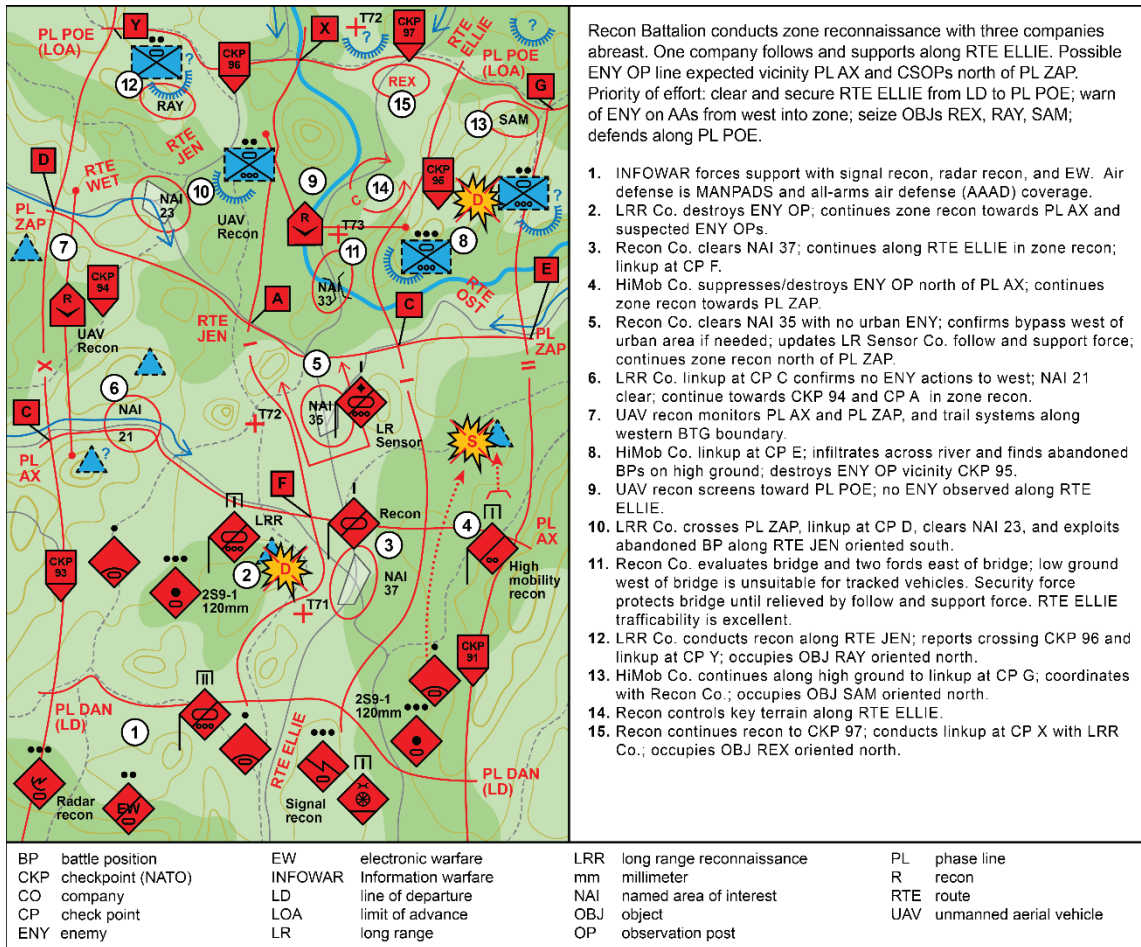 PL POE
(LOA)
Y
X
?
T72
?
CKP
97
RTE
ELLIE
PL POE
(LOA)
G
CKP
96
?
12
RAY
REX
15
13
SAM
RTE
JEN
D
RTE
WET
CKP
95
D
?
14
C
9
10
NAI
23
UAV
Recon
R
T73
8
11
PL
ZAP
7
NAI
33
RTE
OST
E
CKP
94
R
UAV
Recon
A
C
RTE
JEN
PL
ZAP
I
5
I
II
X
6
NAI
21
NAI
35
LR
Sensor
T72
S
C
?
PL
AX
F
I
Recon
4
PL
AX
LRR
3
High
mobility
recon
CKP
93
2S9-1
120mm
2
D
NAI
37
T71
CKP
91
2S9-1
120mm
PL DAN
(LD)
1
RTE ELLIE
PL DAN
(LD)
Radar
recon
EW
Signal
recon
Recon Battalion conducts zone reconnaissance with three companies
abreast. One company follows and supports along RTE ELLIE. Possible
ENY OP line expected vicinity PL AX and CSOPs north of PL ZAP.
Priority of effort: clear and secure RTE ELLIE from LD to PL POE; warn
of ENY on AAs from west into zone; seize OBJs REX, RAY, SAM;
defends along PL POE.
1. INFOWAR forces support with signal recon, radar recon, and EW. Air
defense is MANPADS and all-arms air defense (AAAD) coverage.
2. LRR Co. destroys ENY OP; continues zone recon towards PL AX and
suspected ENY OPs.
3. Recon Co. clears NAI 37; continues along RTE ELLIE in zone recon;
linkup at CP F.
4. HiMob Co. suppresses/destroys ENY OP north of PL AX; continues
zone recon towards PL ZAP.
5. Recon Co. clears NAI 35 with no urban ENY; confirms bypass west of
urban area if needed; updates LR Sensor Co. follow and support force;
continues zone recon north of PL ZAP.
6. LRR Co. linkup at CP C confirms no ENY actions to west; NAI 21
clear; continue towards CKP 94 and CP A in zone recon.
7. UAV recon monitors PL AX and PL ZAP, and trail systems along
western BTG boundary.
8. HiMob Co. linkup at CP E; infiltrates across river and finds abandoned
BPs on high ground; destroys ENY OP vicinity CKP 95.
9. UAV recon screens toward PL POE; no ENY observed along RTE
ELLIE.
10. LRR Co. crosses PL ZAP, linkup at CP D, clears NAI 23, and exploits
abandoned BP along RTE JEN oriented south.
11. Recon Co. evaluates bridge and two fords east of bridge; low ground
west of bridge is unsuitable for tracked vehicles. Security force
protects bridge until relieved by follow and support force. RTE ELLIE
trafficability is excellent.
12. LRR Co. conducts recon along RTE JEN; reports crossing CKP 96 and
linkup at CP Y; occupies OBJ RAY oriented north.
13. HiMob Co. continues along high ground to linkup at CP G; coordinates
with Recon Co.; occupies OBJ SAM oriented north.
14. Recon controls key terrain along RTE ELLIE.
15. Recon continues recon to CKP 97; conducts linkup at CP X with LRR
Co.; occupies OBJ REX oriented north.
BP battle position
CKP checkpoint (NATO)
CO company
CP check point
ENY enemy
EW electronic warfare
INFOWAR Information warfare
LD line of departure
LOA limit of advance
LR long range
LRR long range reconnaissance
mm millimeter
NAI named area of interest
OBJ object
OP observation post
PL phase line
R recon
RTE route
UAV unmanned aerial vehicle